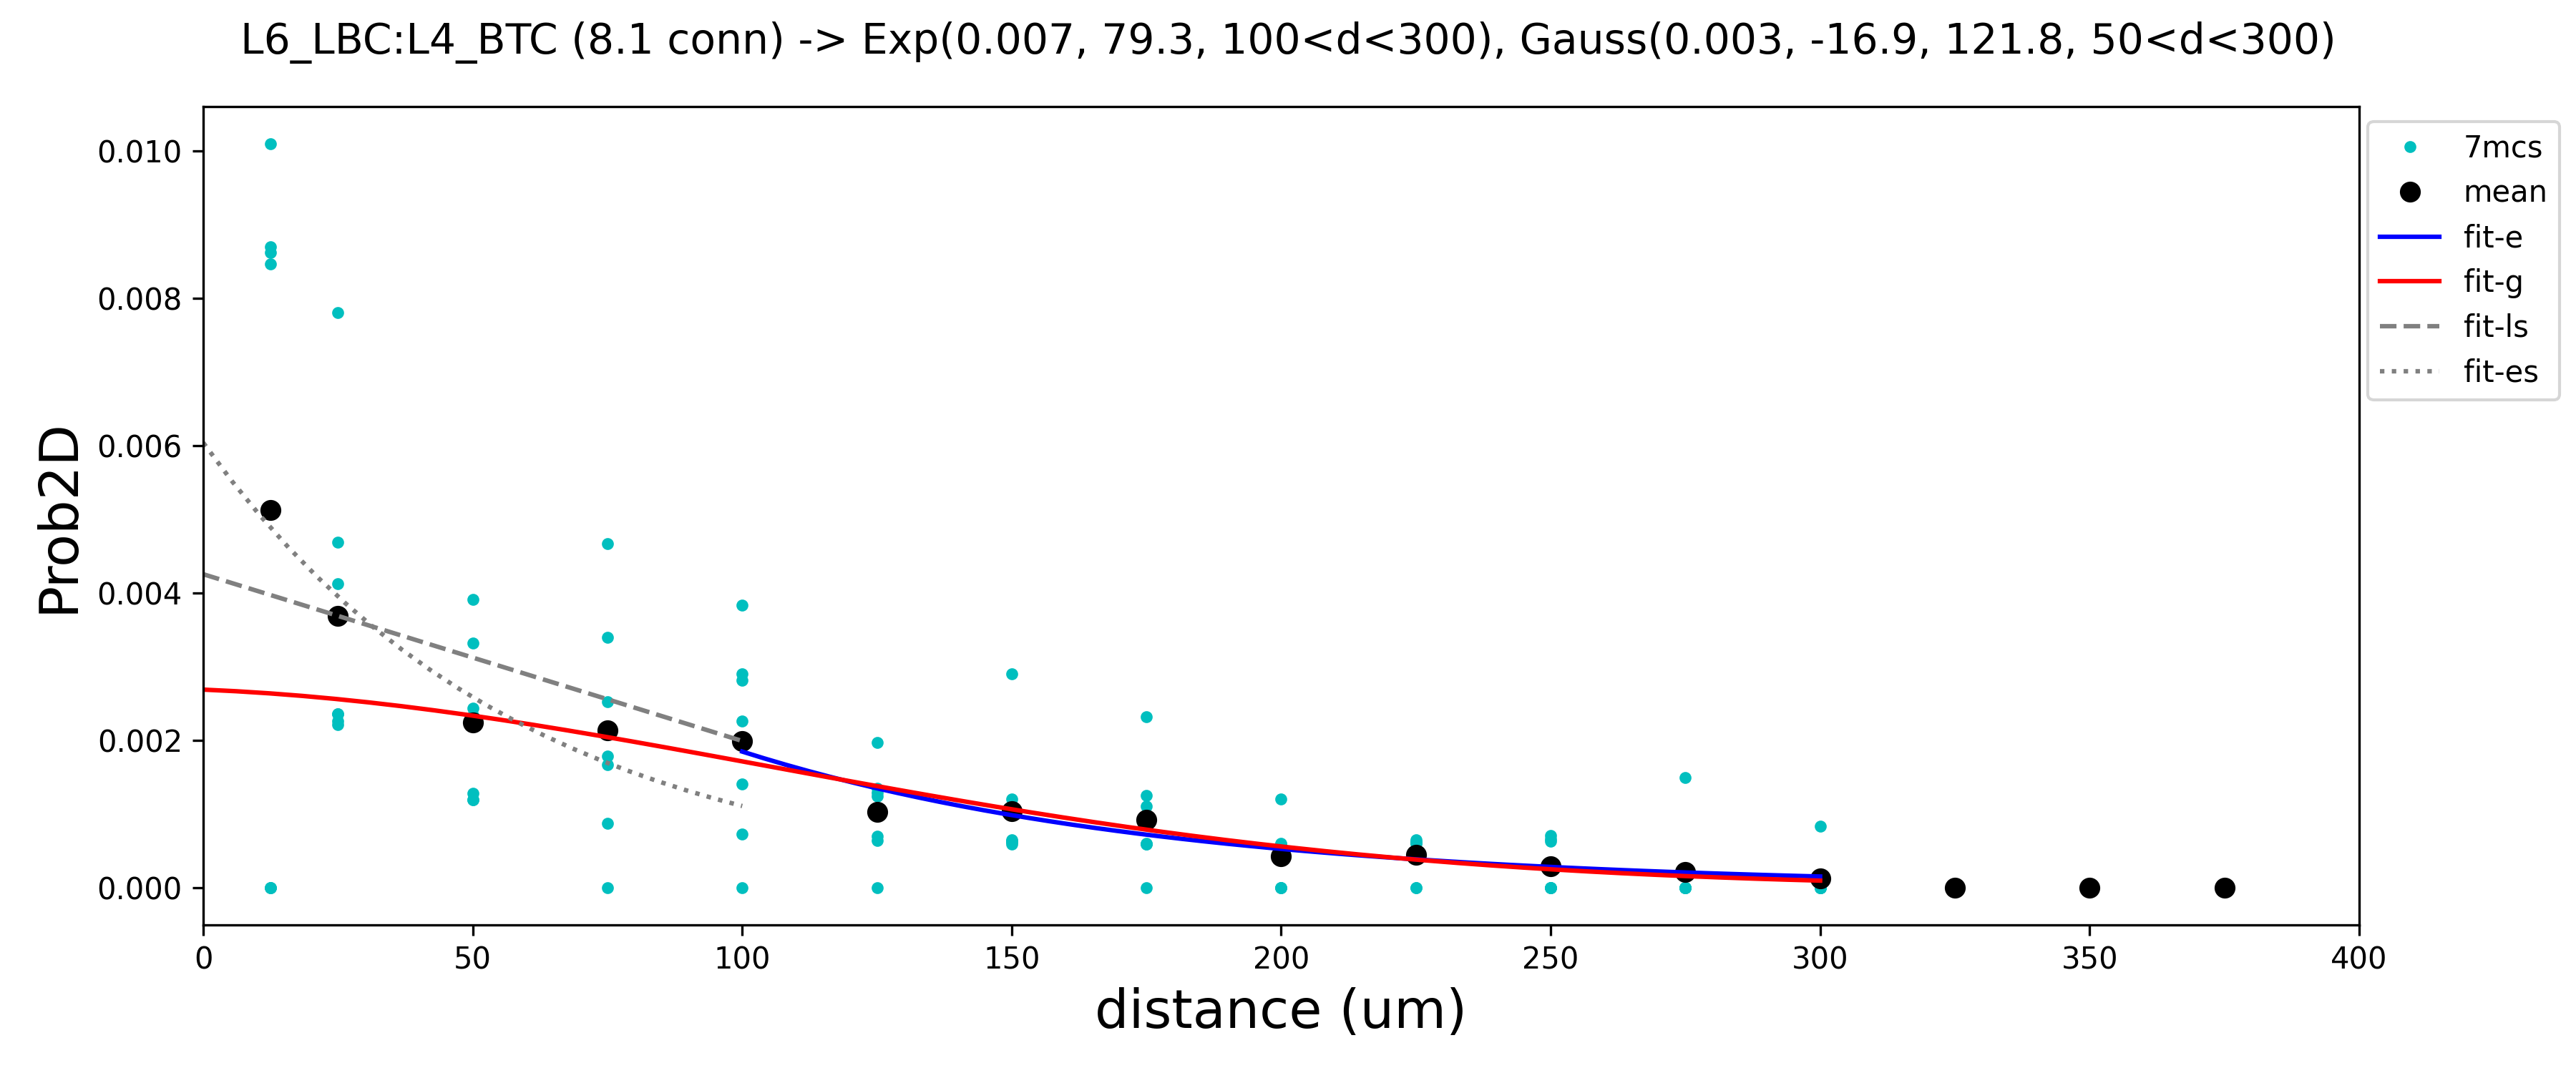 L6_LBC:L4_BTC (8.1 conn) -> Exp(0.007, 79.3, 100<d<300), Gauss(0.003, -16.9, 121.8, 50<d<300)
7mcs
mean
fit-e
fit-g
fit-ls
fit-es
Prob2D
0.010
0.008
0.006
0.004
0.002
0.000
0
50
100
150
200
250
300
350
400
distance (um)